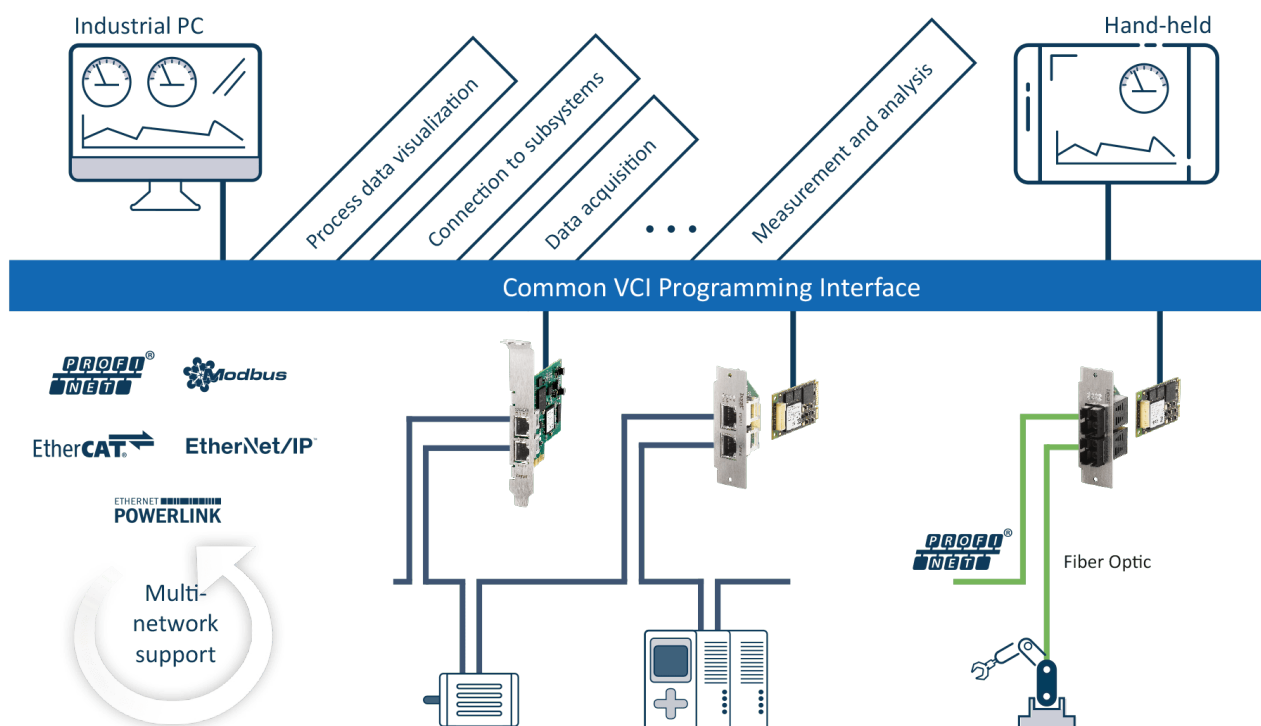 Industrial PC
Hand-held
Process data visualization
Connection to subsystems
Data acquisition
...
Measurement and analysis
Common VCI Programming Interface
PROFI®
NET
Modbus
EtherCAT®
EtherNet/IP™
ETHERNET
POWERLINK
Multi-
network
support
PROFI®
NET
Fiber Optic